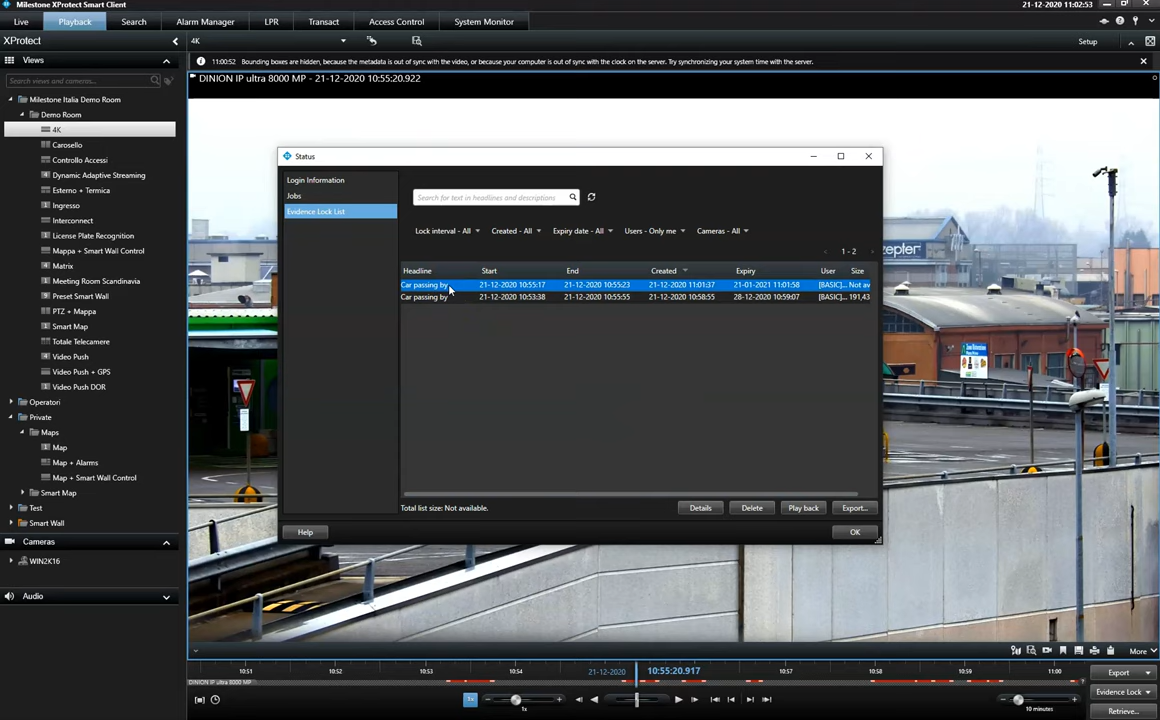 Milestone XProtect Smart Client
21-12-2020 11:02:53
Live Playback Search Alarm Manager LPR Transact Access Control System Monitor
XProtect
4K
Setup
Views
11:00:52 Bounding boxes are hidden, because the metadata is out of sync with the video, or because your computer is out of sync with the clock on the server. Try synchronizing your system time with the server.
Search views and cameras...
DINION IP ultra 8000 MP - 21-12-2020 10:55:20.922
Milestone Italia Demo Room
Demo Room
4K
Carosello
Controllo Accessi
Dynamic Adaptive Streaming
Esterno + Termica
Ingresso
Interconnect
License Plate Recognition
Mappa + Smart Wall Control
Matrix
Meeting Room Scandinavia
Preset Smart Wall
PTZ + Mappa
Smart Map
Totale Telecamere
Video Push
Video Push + GPS
Video Push DOR
Operatori
Private
Maps
Map
Map + Alarms
Map + Smart Wall Control
Smart Map
Test
Smart Wall
Cameras
WIN2K16
Audio
Status
Login Information
Jobs
Evidence Lock List
Search for text in headlines and descriptions
Lock interval - All Created - All Expiry date - All Users - Only me Cameras - All
1 - 2
Headline Start End Created Expiry User Size
Car passing by 21-12-2020 10:55:17 21-12-2020 10:55:23 21-12-2020 11:01:37 21-01-2021 11:01:58 [BASIC]... Not av
Car passing by 21-12-2020 10:53:38 21-12-2020 10:55:55 21-12-2020 10:58:55 28-12-2020 10:59:07 [BASIC]... 191,43
Total list size: Not available.
Details Delete Play back Export...
Help OK
zepler
More
10:51 10:52 10:53 10:54 21-12-2020 10:55:20.917 10:57 10:58 10:59 11:00
DINION IP ultra 8000 MP
1x
1x
10 minutes
Export
Evidence Lock
Retrieve...